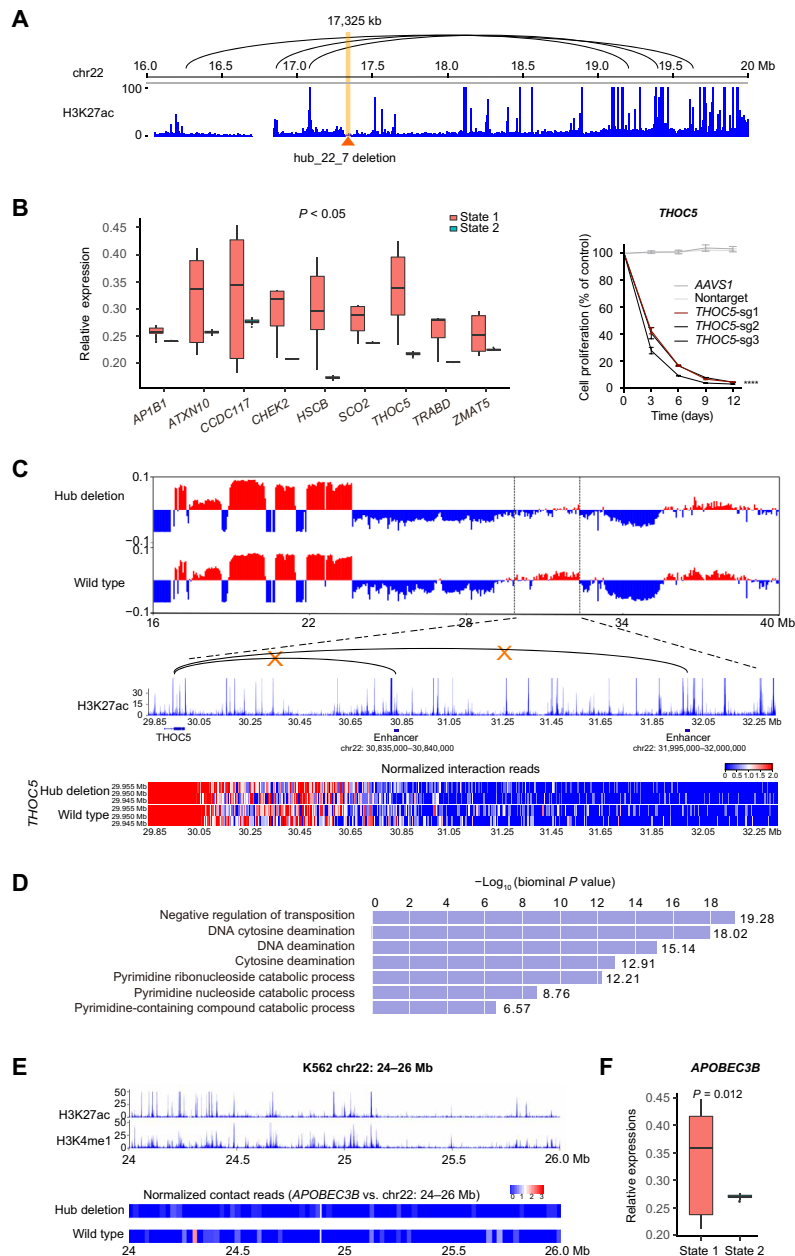 A
17,325 kb
chr22
16.0 16.5 17.0 17.5 18.0 18.5 19.0 19.5 20 Mb
100
H3K27ac
0
hub_22_7 deletion
B
P < 0.05
State 1
State 2
Relative expression
0.45
0.40
0.35
0.30
0.25
0.20
AP1B1 ATXN10 CCDC117 CHEK2 HSCB SCO2 THOC5 TRABD ZMAT5
THOC5
Cell proliferation (% of control)
100
80
60
40
20
0
AAVS1
Nontarget
THOC5-sg1
THOC5-sg2
THOC5-sg3
****
0 3 6 9 12
Time (days)
C
0.1
Hub deletion
−0.1
0.1
Wild type
−0.1
16 22 28 34 40 Mb
H3K27ac
30
15
0
29.85 30.05 30.25 30.45 30.65 30.85 31.05 31.25 31.45 31.65 31.85 32.05 32.25 Mb
THOC5
Enhancer
chr22: 30,835,000–30,840,000
Enhancer
chr22: 31,995,000–32,000,000
Normalized interaction reads
0 0.5 1.0 1.5 2.0
THOC5
Hub deletion
29.955 Mb
29.950 Mb
29.945 Mb
Wild type
29.955 Mb
29.950 Mb
29.945 Mb
29.85 30.05 30.25 30.45 30.65 30.85 31.05 31.25 31.45 31.65 31.85 32.05 32.25 Mb
D
−Log10 (biominal P value)
0 2 4 6 8 10 12 14 16 18
Negative regulation of transposition 19.28
DNA cytosine deamination 18.02
DNA deamination 15.14
Cytosine deamination 12.91
Pyrimidine ribonucleoside catabolic process 12.21
Pyrimidine nucleoside catabolic process 8.76
Pyrimidine-containing compound catabolic process 6.57
E
K562 chr22: 24–26 Mb
50
25
0
H3K27ac
50
25
0
H3K4me1
24 24.5 25 25.5 26.0 Mb
Normalized contact reads (APOBEC3B vs. chr22: 24–26 Mb)
0 1 2 3
Hub deletion
Wild type
24 24.5 25 25.5 26.0 Mb
F
APOBEC3B
P = 0.012
Relative expressions
0.45
0.40
0.35
0.30
0.25
0.20
State 1 State 2